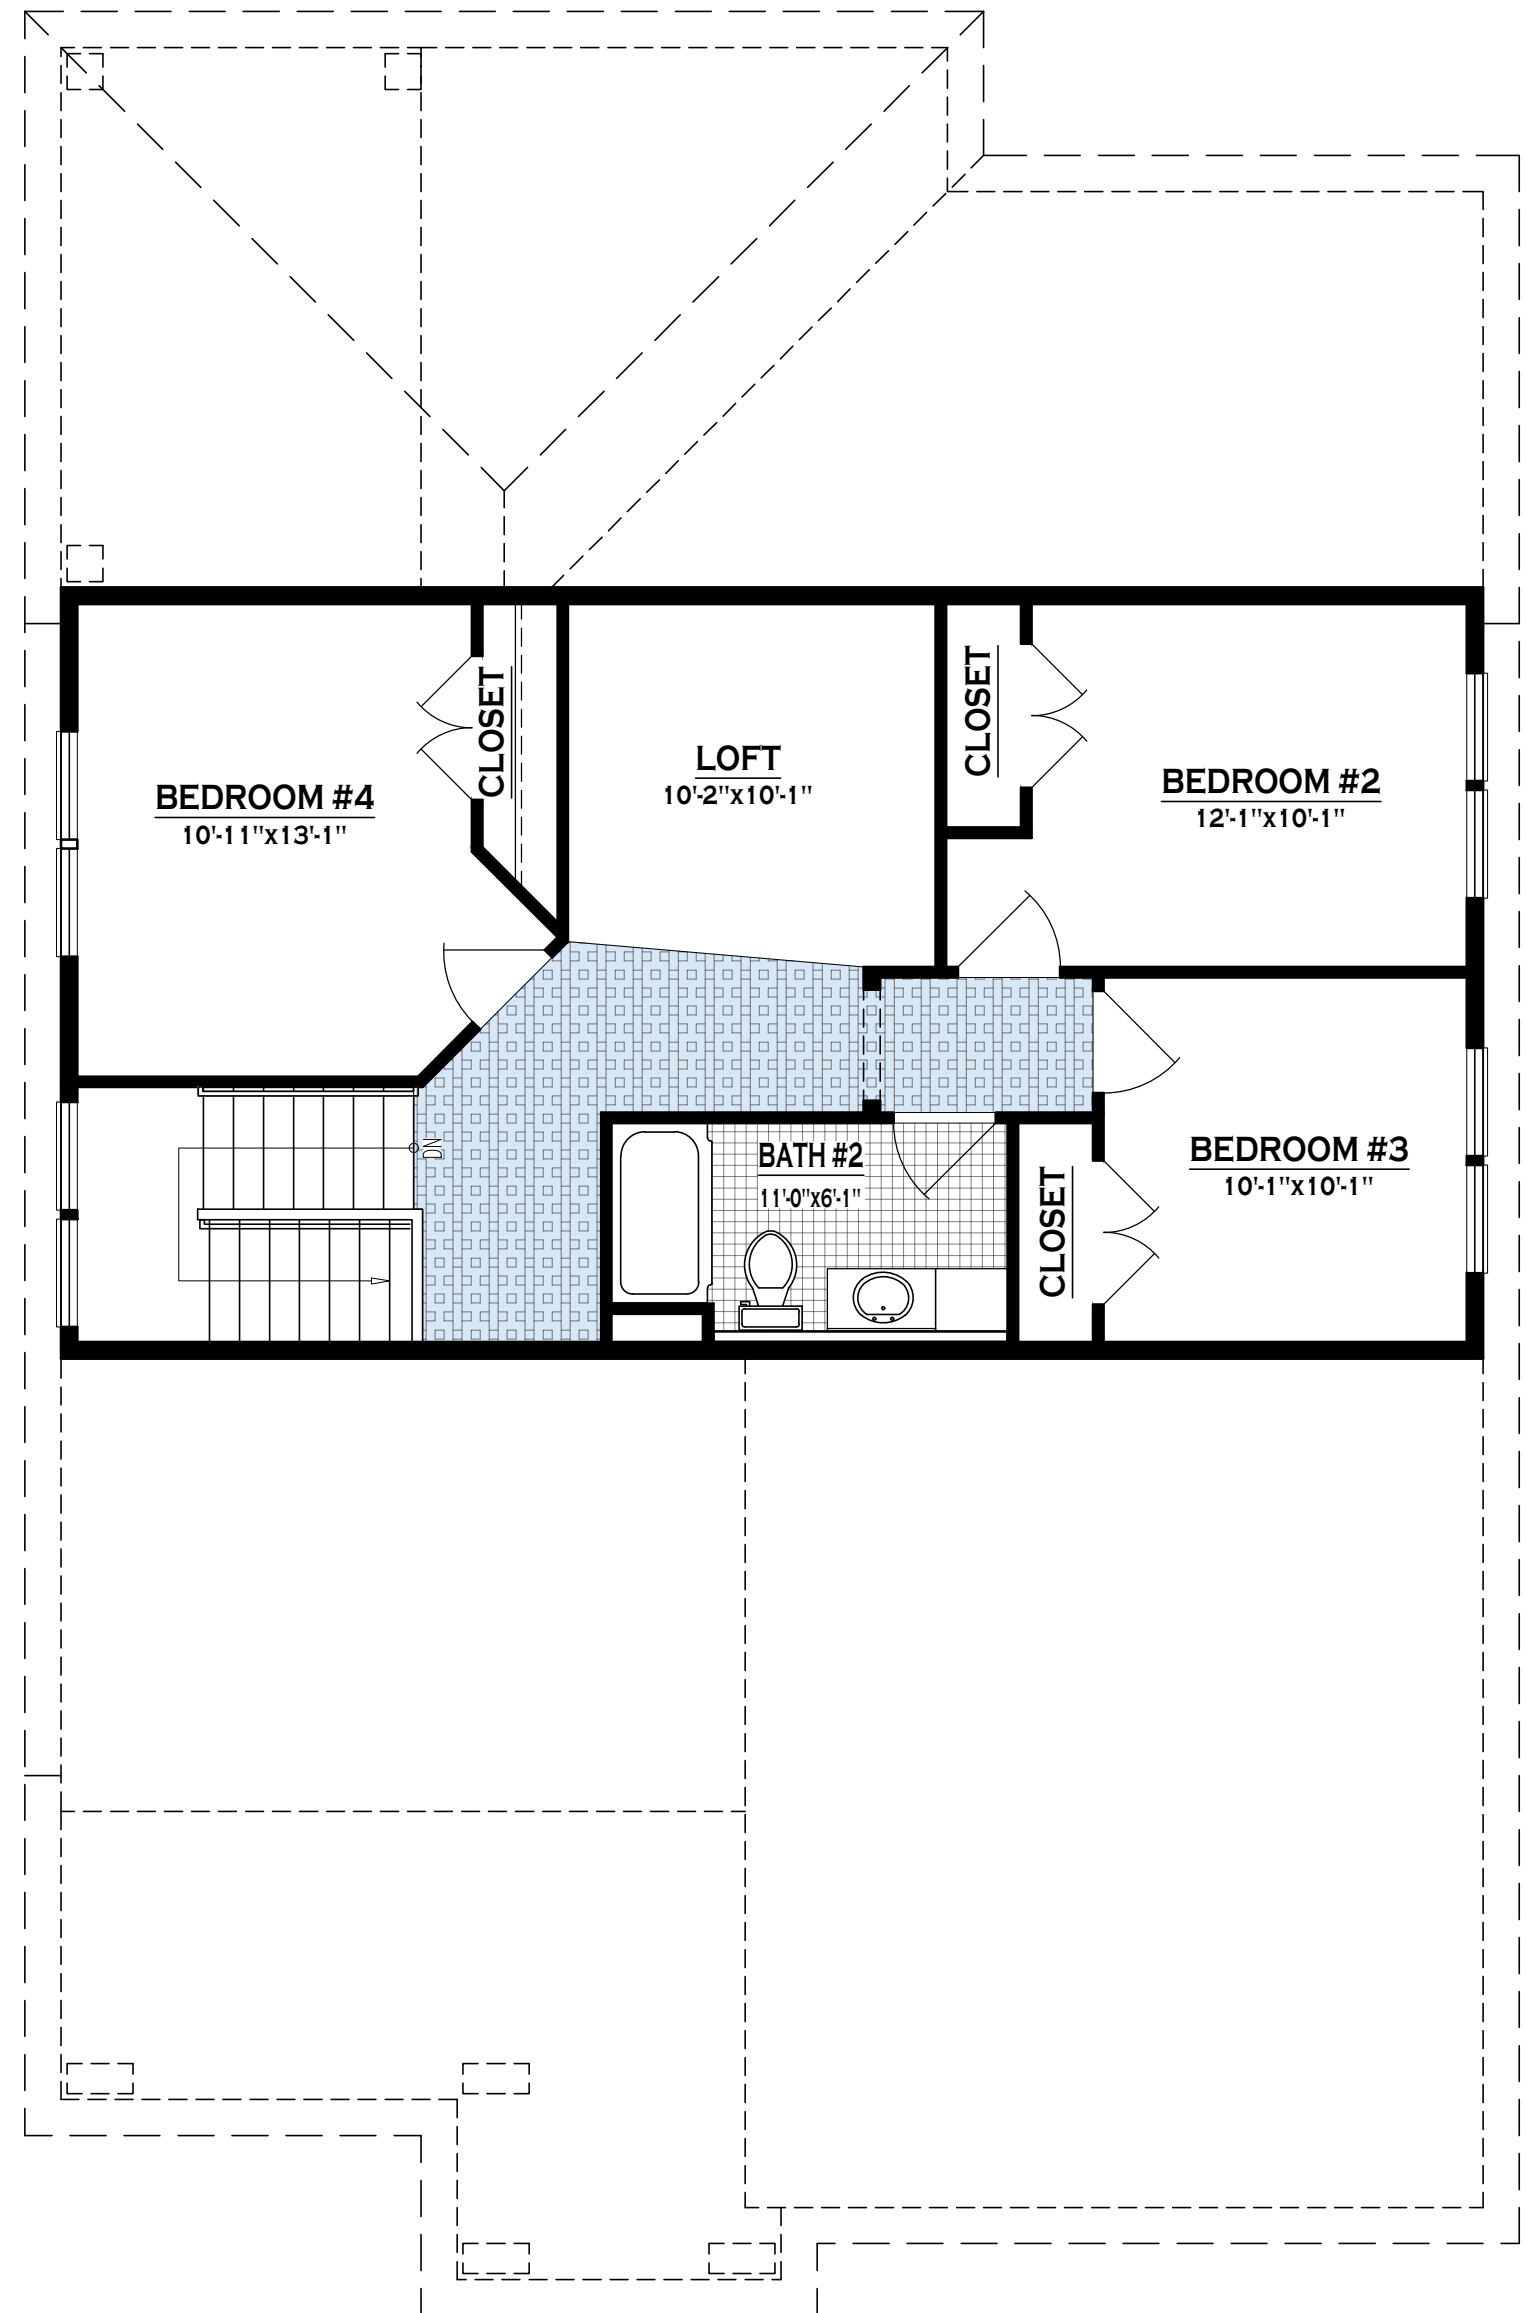 CLOSET
CLOSET
LOFT
10'-2"x10'-1"
BEDROOM #2
12'-1"x10'-1"
BEDROOM #4
10'-11"x13'-1"
DN
BATH #2
11'-0"x6'-1"
BEDROOM #3
10'-1"x10'-1"
CLOSET